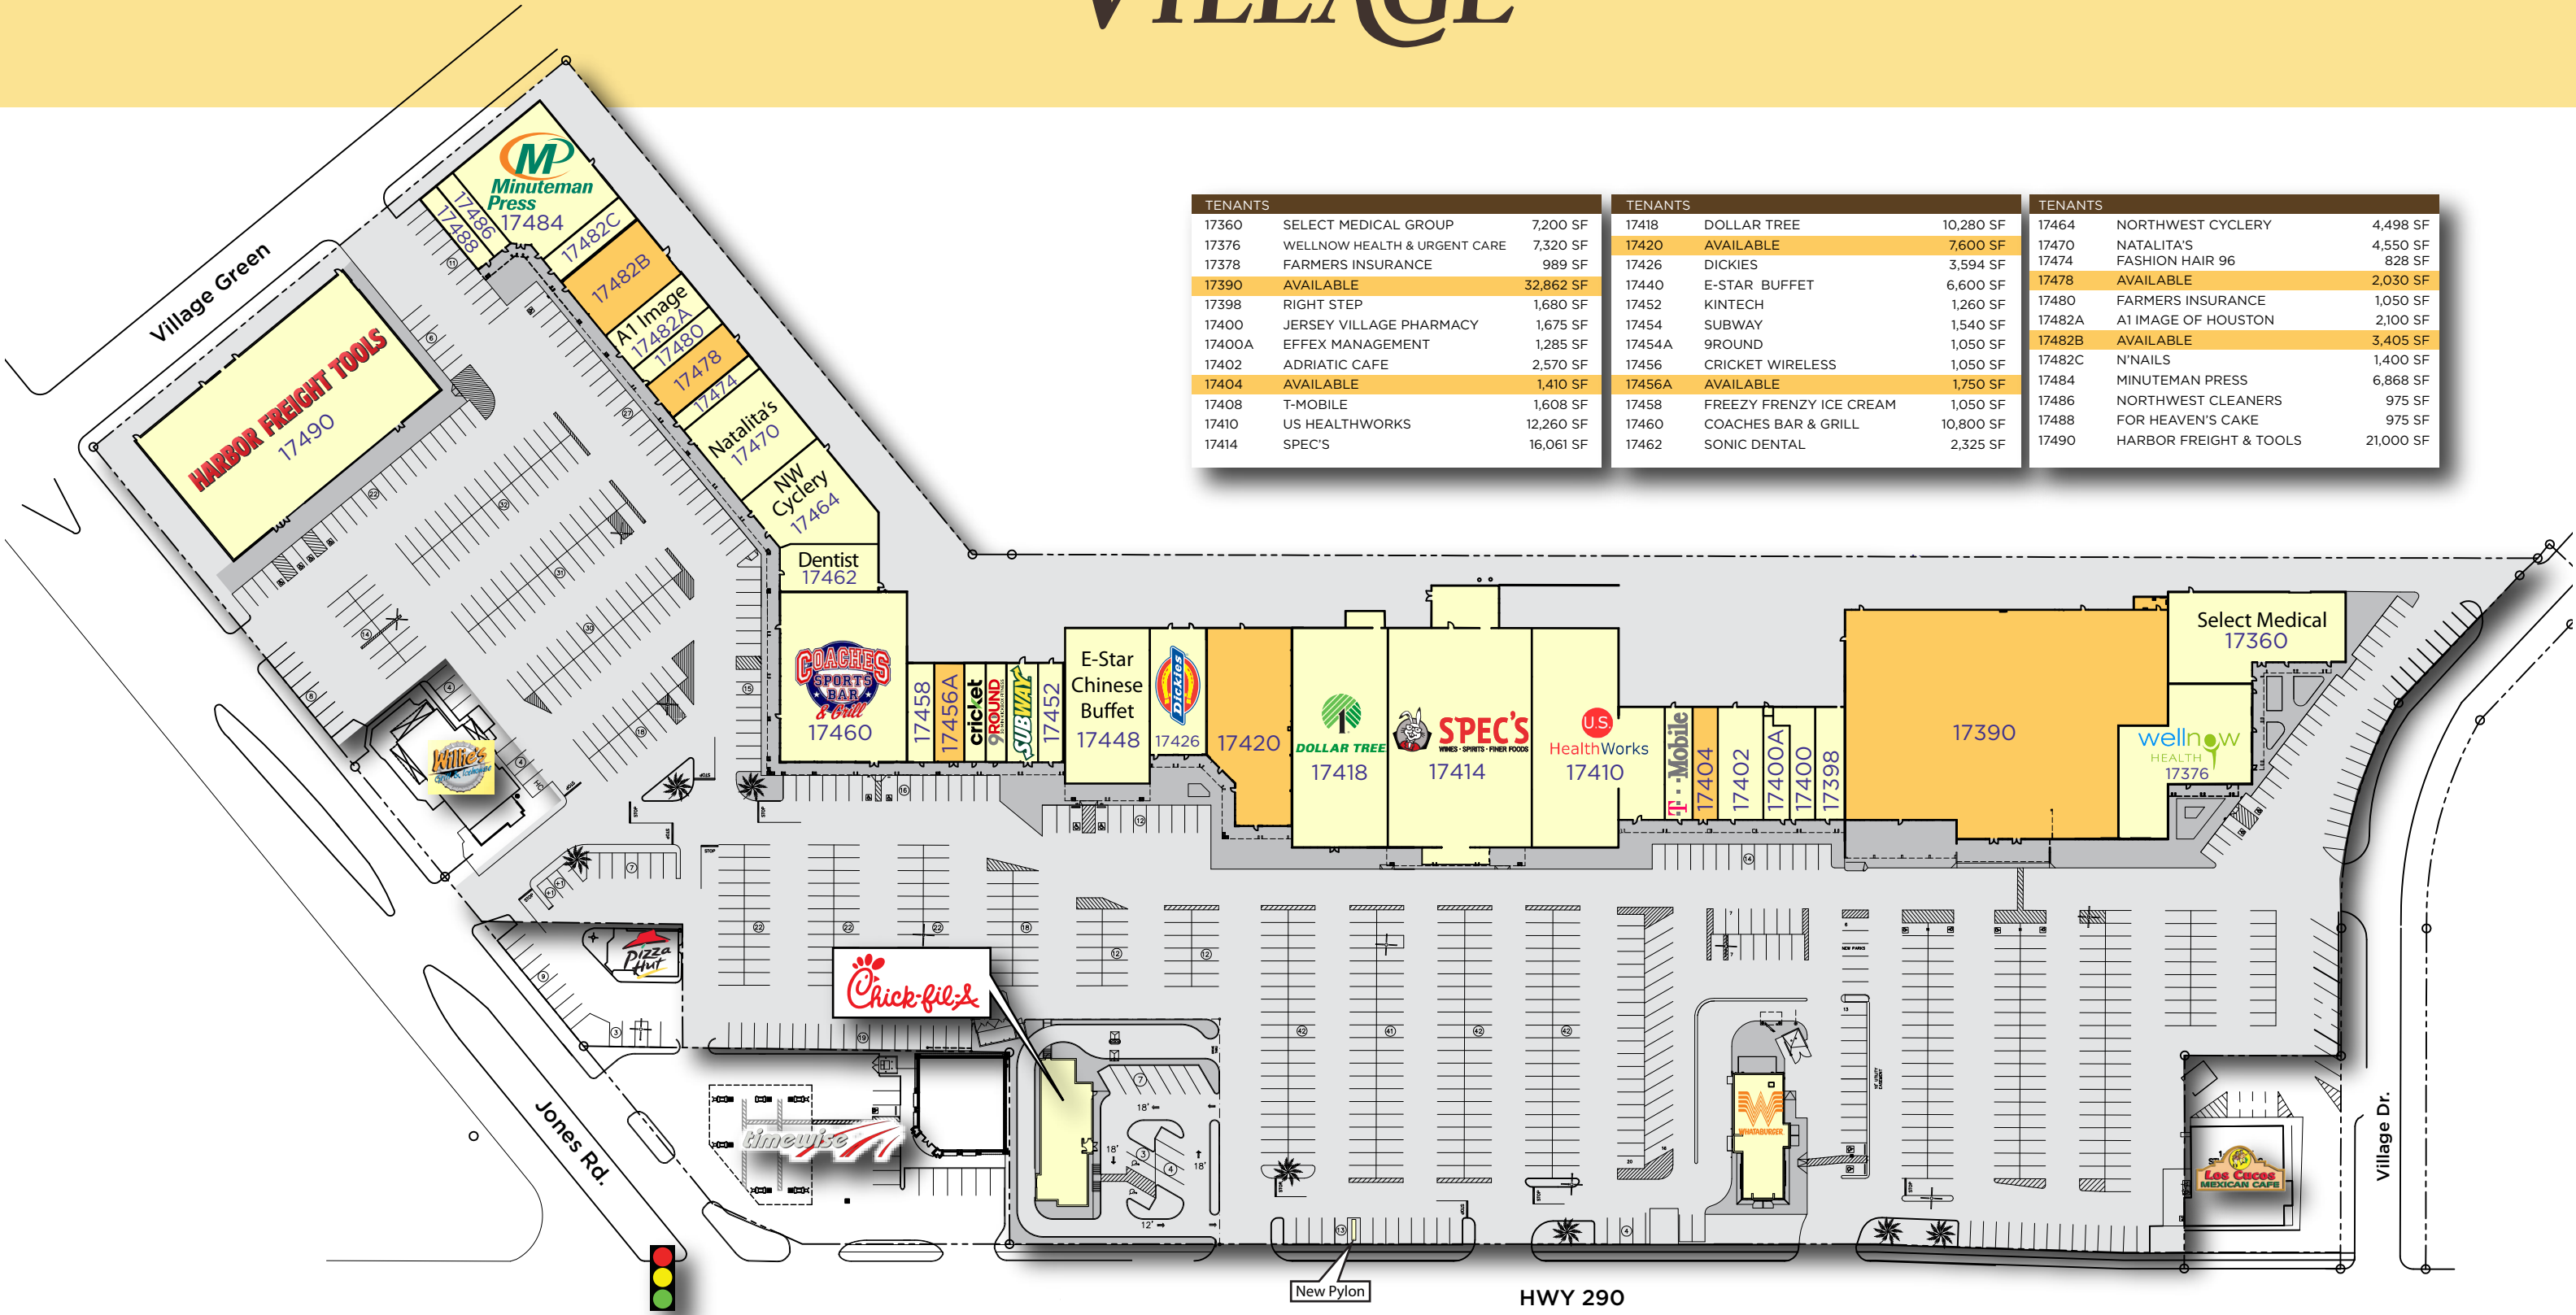 VILLAGE
TENANTS
17360 SELECT MEDICAL GROUP 7,200 SF
17376 WELLNOW HEALTH & URGENT CARE 7,320 SF
17378 FARMERS INSURANCE 989 SF
17390 AVAILABLE 32,862 SF
17398 RIGHT STEP 1,680 SF
17400 JERSEY VILLAGE PHARMACY 1,675 SF
17400A EFFEX MANAGEMENT 1,285 SF
17402 ADRIATIC CAFE 2,570 SF
17404 AVAILABLE 1,410 SF
17408 T-MOBILE 1,608 SF
17410 US HEALTHWORKS 12,260 SF
17414 SPEC'S 16,061 SF
TENANTS
17418 DOLLAR TREE 10,280 SF
17420 AVAILABLE 7,600 SF
17426 DICKIES 3,594 SF
17440 E-STAR BUFFET 6,600 SF
17452 KINTECH 1,260 SF
17454 SUBWAY 1,540 SF
17454A 9ROUND 1,050 SF
17456 CRICKET WIRELESS 1,050 SF
17456A AVAILABLE 1,750 SF
17458 FREEZY FRENZY ICE CREAM 1,050 SF
17460 COACHES BAR & GRILL 10,800 SF
17462 SONIC DENTAL 2,325 SF
TENANTS
17464 NORTHWEST CYCLERY 4,498 SF
17470 NATALITA'S 4,550 SF
17474 FASHION HAIR 96 828 SF
17478 AVAILABLE 2,030 SF
17480 FARMERS INSURANCE 1,050 SF
17482A A1 IMAGE OF HOUSTON 2,100 SF
17482B AVAILABLE 3,405 SF
17482C N'NAILS 1,400 SF
17484 MINUTEMAN PRESS 6,868 SF
17486 NORTHWEST CLEANERS 975 SF
17488 FOR HEAVEN'S CAKE 975 SF
17490 HARBOR FREIGHT & TOOLS 21,000 SF
Village Green
HARBOR FREIGHT TOOLS
17490
17488
17486
MP
Minuteman
Press
17484
17482C
17482B
A1 Image
17482A
17480
17478
17474
Natalita's
17470
NW
Cyclery
17464
Dentist
17462
COACHES
SPORTS
BAR
& Grill
17460
17458
17456A
cricket
9ROUND
SUBWAY
17452
E-Star
Chinese
Buffet
17448
Dickies
17426
17420
DOLLAR TREE
17418
SPEC'S
WINES · SPIRITS · FINER FOODS
17414
U.S.
HealthWorks
17410
T··Mobile
17404
17402
17400A
17400
17398
17390
Select Medical
17360
wellnow
HEALTH
17376
Willie's
Pizza
Hut
Chick-fil-A
timewise
W
WHATABURGER
Los Cucos
MEXICAN CAFE
Jones Rd.
Village Dr.
New Pylon
HWY 290